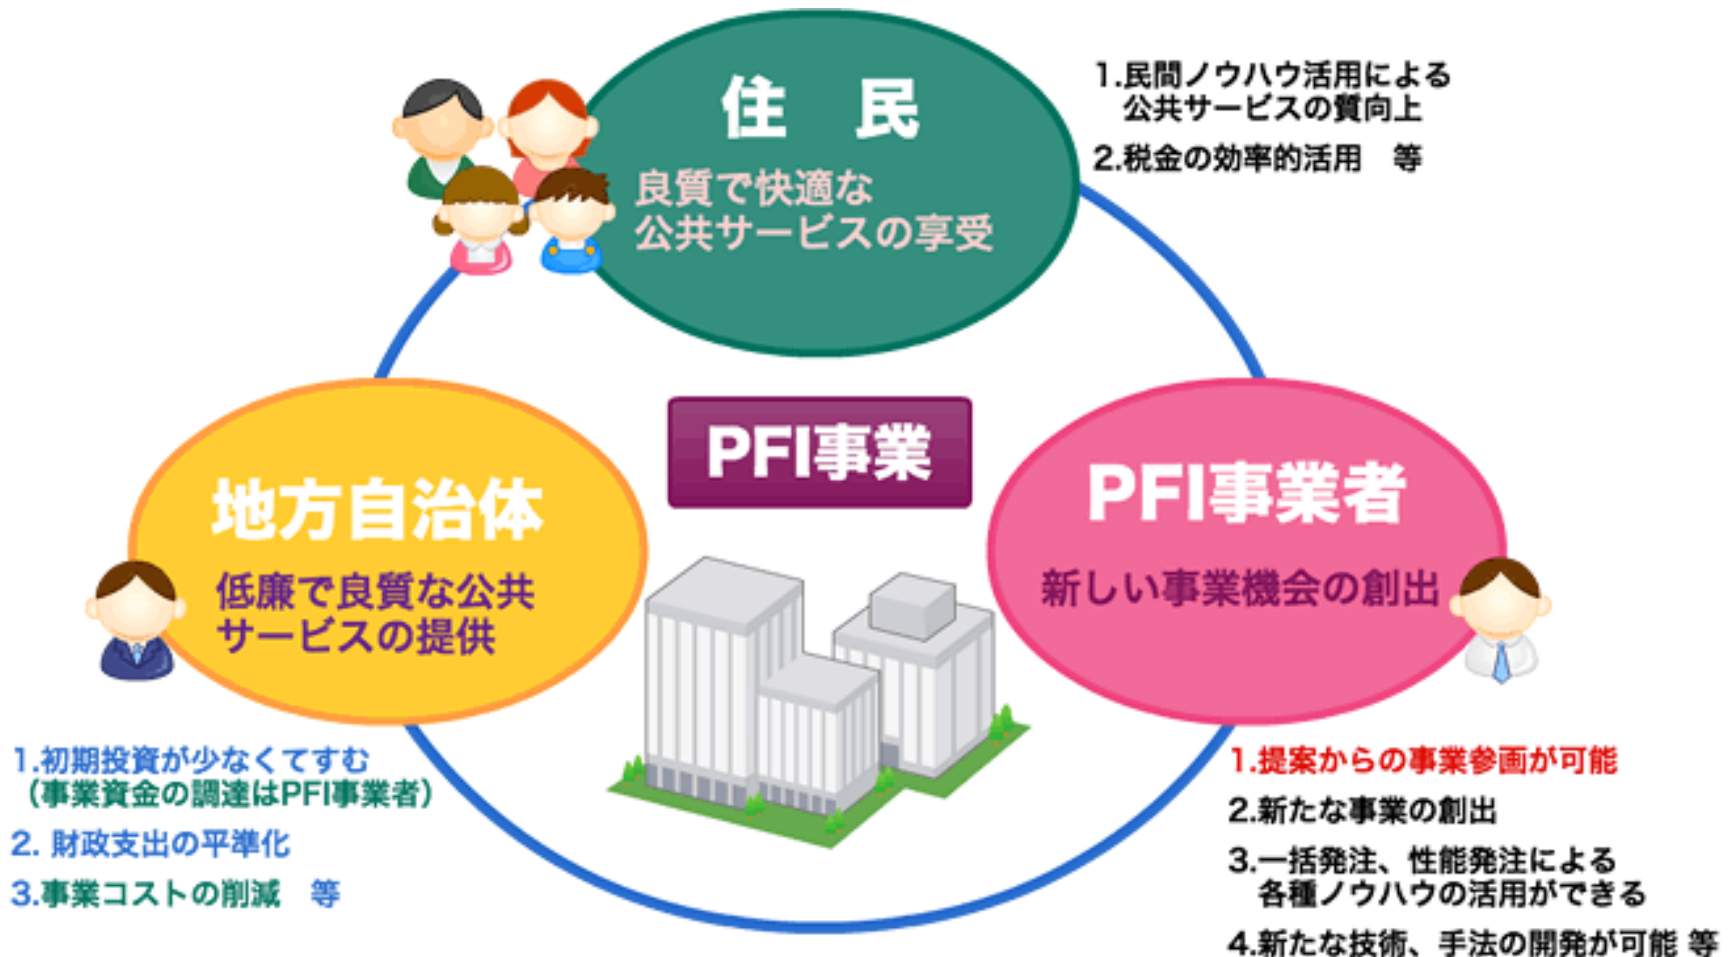 住 民
良質で快適な
公共サービスの享受
1.民間ノウハウ活用による
公共サービスの質向上
2.税金の効率的活用 等
PFI事業
地方自治体
低廉で良質な公共
サービスの提供
1.初期投資が少なくてすむ
（事業資金の調達はPFI事業者）
2. 財政支出の平準化
3.事業コストの削減 等
PFI事業者
新しい事業機会の創出
1.提案からの事業参画が可能
2.新たな事業の創出
3.一括発注、性能発注による
各種ノウハウの活用ができる
4.新たな技術、手法の開発が可能 等